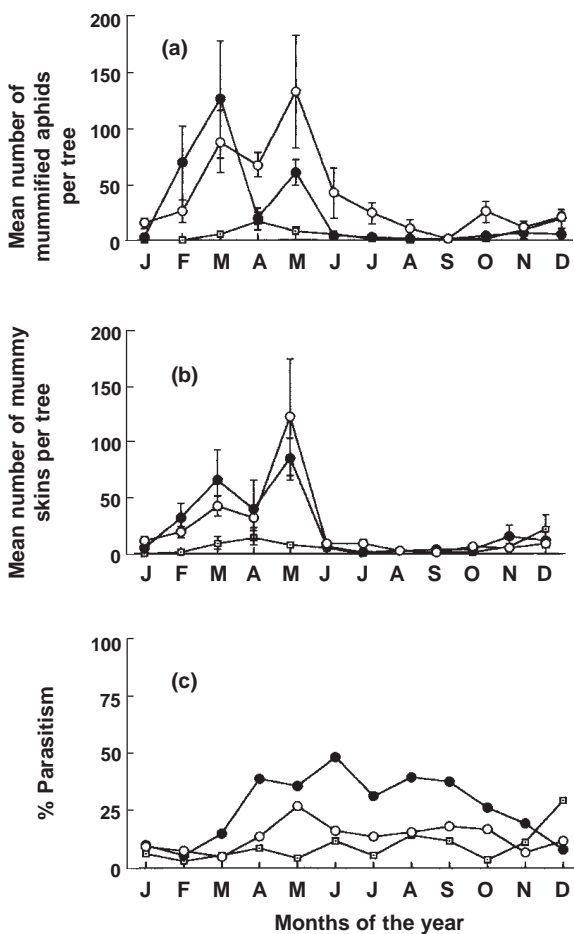 200
(a)
150
100
50
0
Mean number of
mummified aphids
per tree
J F M A M J J A S O N D
200
(b)
150
100
50
0
Mean number of mummy
skins per tree
J F M A M J J A S O N D
100
(c)
75
50
25
0
% Parasitism
J F M A M J J A S O N D
Months of the year